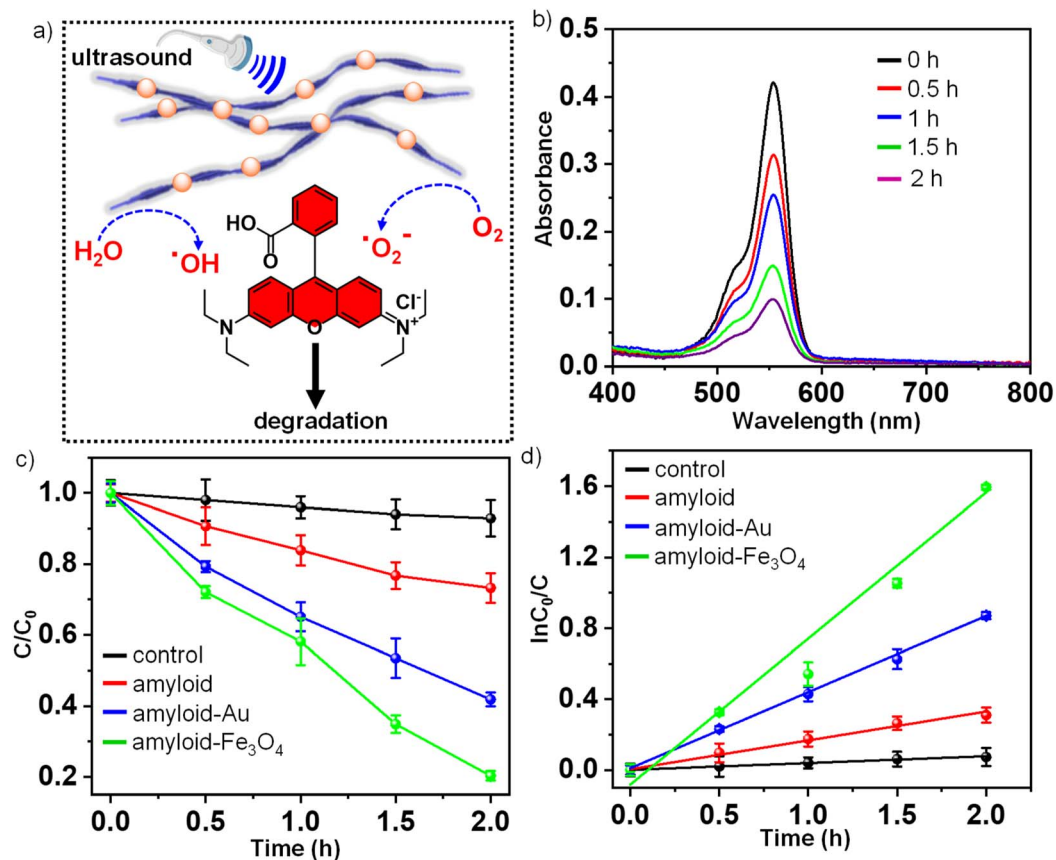 a)
ultrasound
HO
O
H₂O
·OH
·O₂⁻
O₂
Cl⁻
N
O
N⁺
degradation
b)
0 h
0.5 h
1 h
1.5 h
2 h
Absorbance
0.5
0.4
0.3
0.2
0.1
0.0
400 500 600 700 800
Wavelength (nm)
c)
C/C₀
1.0
0.8
0.6
0.4
0.2
control
amyloid
amyloid-Au
amyloid-Fe₃O₄
0.0 0.5 1.0 1.5 2.0
Time (h)
d)
control
amyloid
amyloid-Au
amyloid-Fe₃O₄
lnC₀/C
1.6
1.2
0.8
0.4
0.0
0.0 0.5 1.0 1.5 2.0
Time (h)